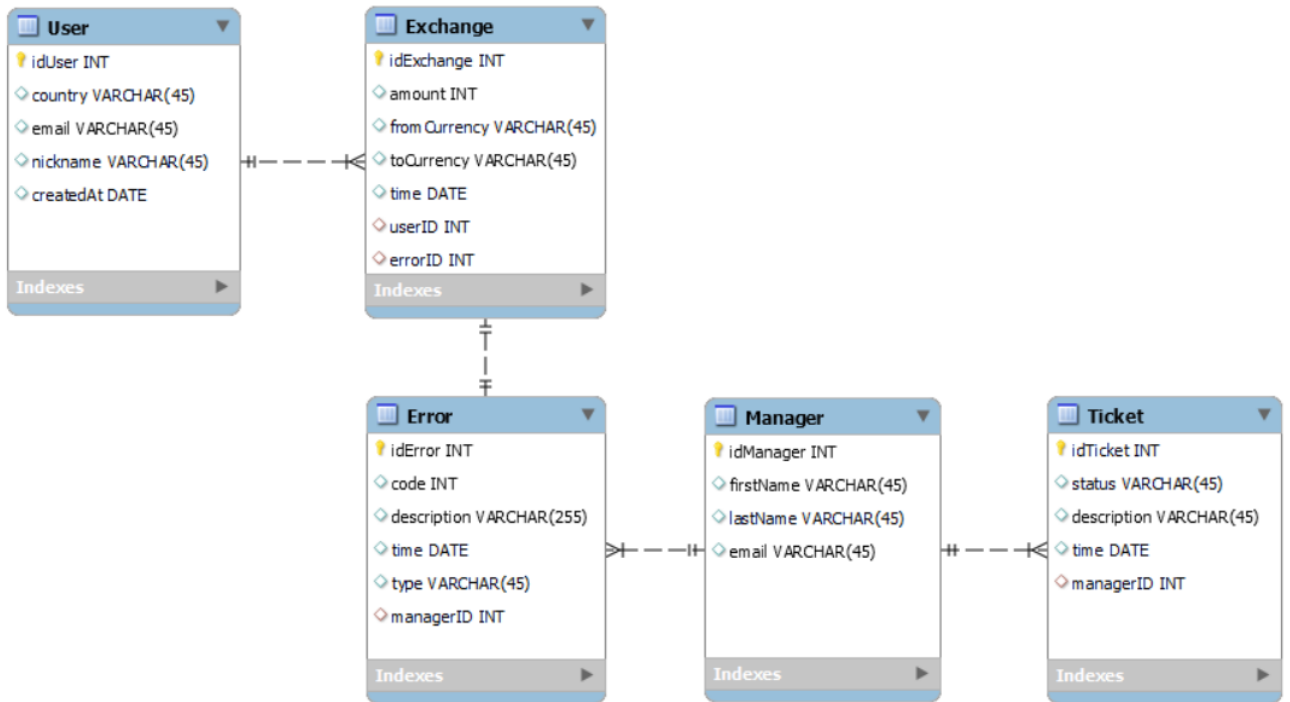 User
idUser INT
country VARCHAR(45)
email VARCHAR(45)
nickname VARCHAR(45)
createdAt DATE
Indexes
Exchange
idExchange INT
amount INT
fromCurrency VARCHAR(45)
toCurrency VARCHAR(45)
time DATE
userID INT
errorID INT
Indexes
Error
idError INT
code INT
description VARCHAR(255)
time DATE
type VARCHAR(45)
managerID INT
Indexes
Manager
idManager INT
firstName VARCHAR(45)
lastName VARCHAR(45)
email VARCHAR(45)
Indexes
Ticket
idTicket INT
status VARCHAR(45)
description VARCHAR(45)
time DATE
managerID INT
Indexes